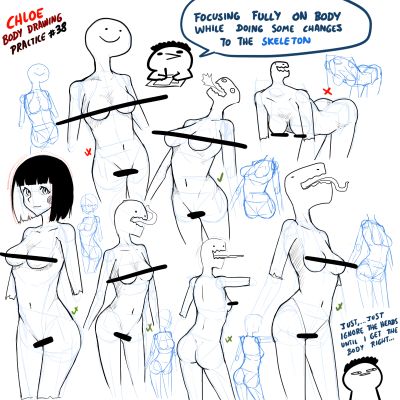 CHLOE
BODY DRAWING
PRACTICE #38
FOCUSING FULLY ON BODY
WHILE DOING SOME CHANGES
TO THE SKELETON
JUST,...JUST
IGNORE THE HEADS
UNTIL I GET THE
BODY RIGHT...